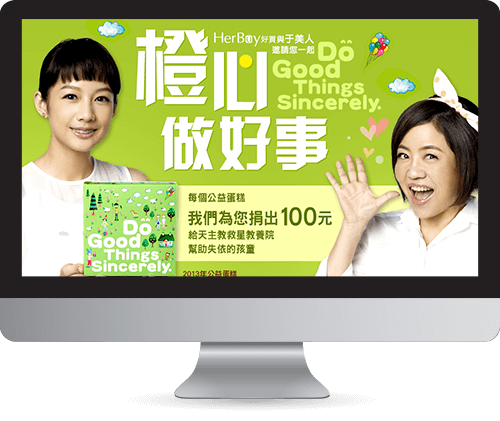 HerBuy好買與于美人
邀請您一起
橙心
做好事
Do
Good
Things
Sincerely.
每個公益蛋糕
我們為您捐出100元
給天主教救星教養院
幫助失依的孩童
2013年公益蛋糕
Do
Good
Things
Sincerely.